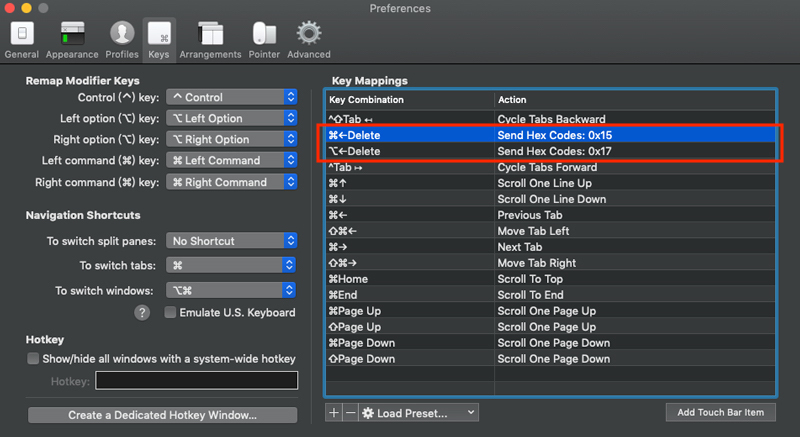 Preferences
General
Appearance
Profiles
Keys
Arrangements
Pointer
Advanced
Remap Modifier Keys
Control (^) key: ^ Control
Left option (⌥) key: ⌥ Left Option
Right option (⌥) key: ⌥ Right Option
Left command (⌘) key: ⌘ Left Command
Right command (⌘) key: ⌘ Right Command
Navigation Shortcuts
To switch split panes: No Shortcut
To switch tabs: ⌘
To switch windows: ⌥⌘
? Emulate U.S. Keyboard
Hotkey
Show/hide all windows with a system-wide hotkey
Hotkey:
Create a Dedicated Hotkey Window...
Key Mappings
Key Combination Action
^⇧Tab ↤ Cycle Tabs Backward
⌘←Delete Send Hex Codes: 0x15
⌥←Delete Send Hex Codes: 0x17
^Tab ↦ Cycle Tabs Forward
⌘↑ Scroll One Line Up
⌘↓ Scroll One Line Down
⌘← Previous Tab
⇧⌘← Move Tab Left
⌘→ Next Tab
⇧⌘→ Move Tab Right
⌘Home Scroll To Top
⌘End Scroll To End
⌘Page Up Scroll One Page Up
⇧Page Up Scroll One Page Up
⌘Page Down Scroll One Page Down
⇧Page Down Scroll One Page Down
+ − Load Preset...
Add Touch Bar Item